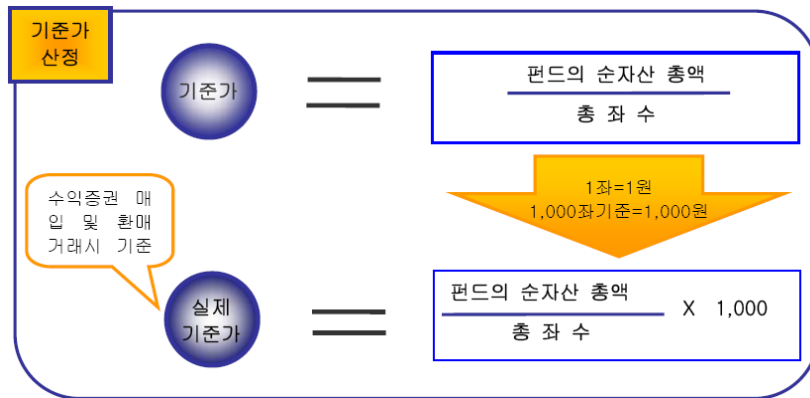 기준가
산정
기준가
펀드의 순자산 총액
총 좌 수
1좌=1원
1,000좌기준=1,000원
수익증권 매
입 및 환매
거래시 기준
실제
기준가
펀드의 순자산 총액
총 좌 수
X 1,000